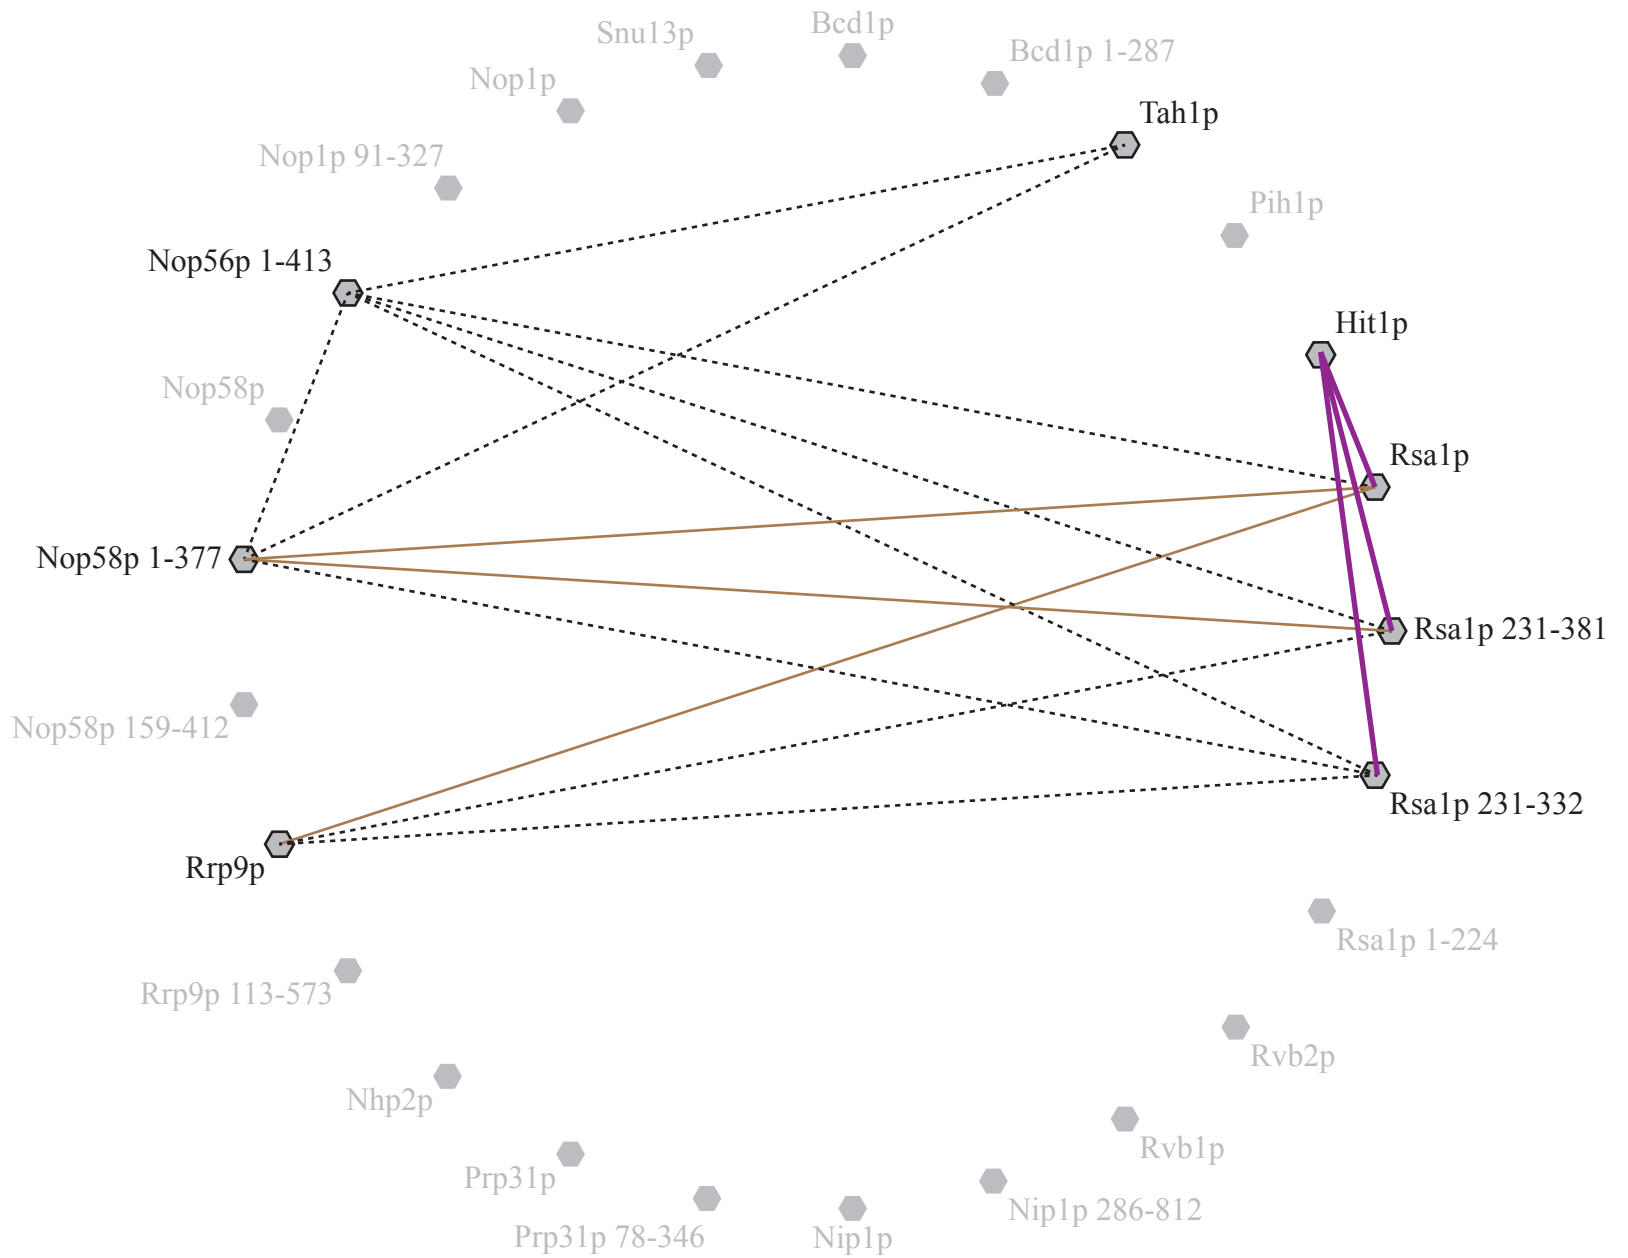 Bcd1p
Snu13p
Bcd1p 1-287
Nop1p
Tah1p
Nop1p 91-327
Pih1p
Nop56p 1-413
Hit1p
Nop58p
Rsa1p
Nop58p 1-377
Rsa1p 231-381
Nop58p 159-412
Rsa1p 231-332
Rrp9p
Rsa1p 1-224
Rrp9p 113-573
Rvb2p
Nhp2p
Rvb1p
Prp31p
Nip1p 286-812
Prp31p 78-346
Nip1p